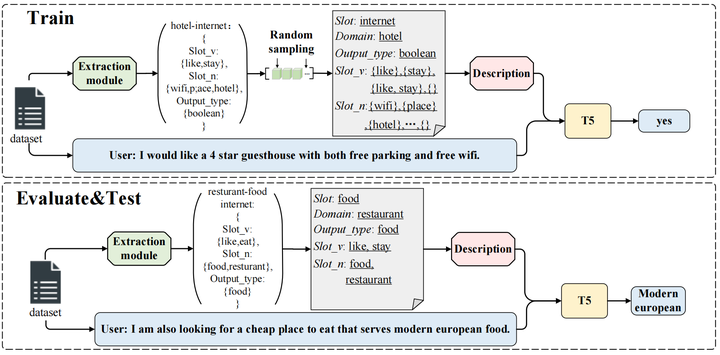 Train
dataset
Extraction
module
hotel-internet:
{
Slot_v:
{like,stay},
Slot_n:
{wifi,p;ace,hotel},
Output_type:
{boolean}
}
Random
sampling
...
Slot: internet
Domain: hotel
Output_type: boolean
Slot_v: {like},{stay},
{like, stay},{}
Slot_n:{wifi},{place}
,{hotel},···,{}
Description
T5
yes
User: I would like a 4 star guesthouse with both free parking and free wifi.
Evaluate&Test
dataset
Extraction
module
resturant-food
internet:
{
Slot_v:
{like,eat},
Slot_n:
{food,resturant},
Output_type:
{food}
}
Slot: food
Domain: restaurant
Output_type: food
Slot_v: like, stay
Slot_n: food,
restaurant
Description
T5
Modern
european
User: I am also looking for a cheap place to eat that serves modern european food.